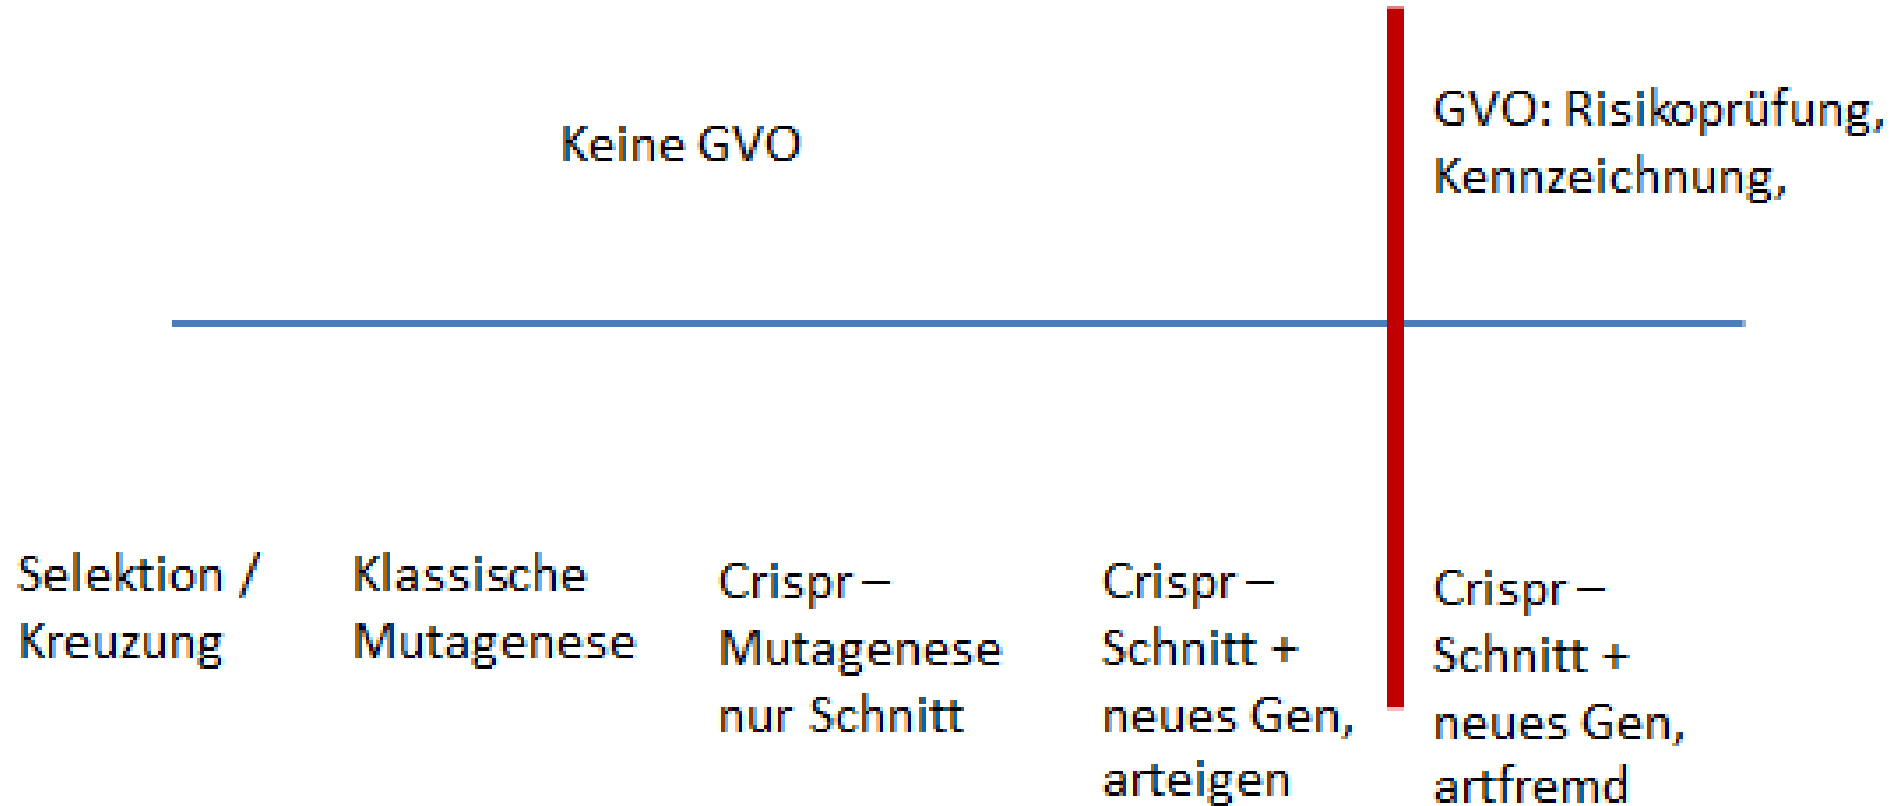 Keine GVO
GVO: Risikoprüfung,
Kennzeichnung,
Selektion /
Kreuzung
Klassische
Mutagenese
Crispr –
Mutagenese
nur Schnitt
Crispr –
Schnitt +
neues Gen,
arteigen
Crispr –
Schnitt +
neues Gen,
artfremd